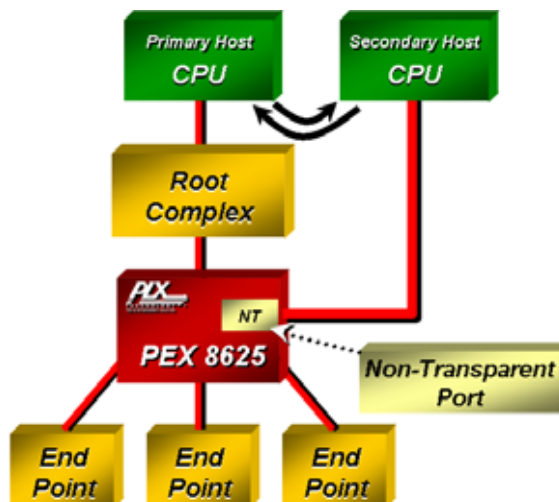 Primary Host
CPU
Secondary Host
CPU
Root
Complex
PLX
NT
PEX 8625
Non-Transparent
Port
End
Point
End
Point
End
Point